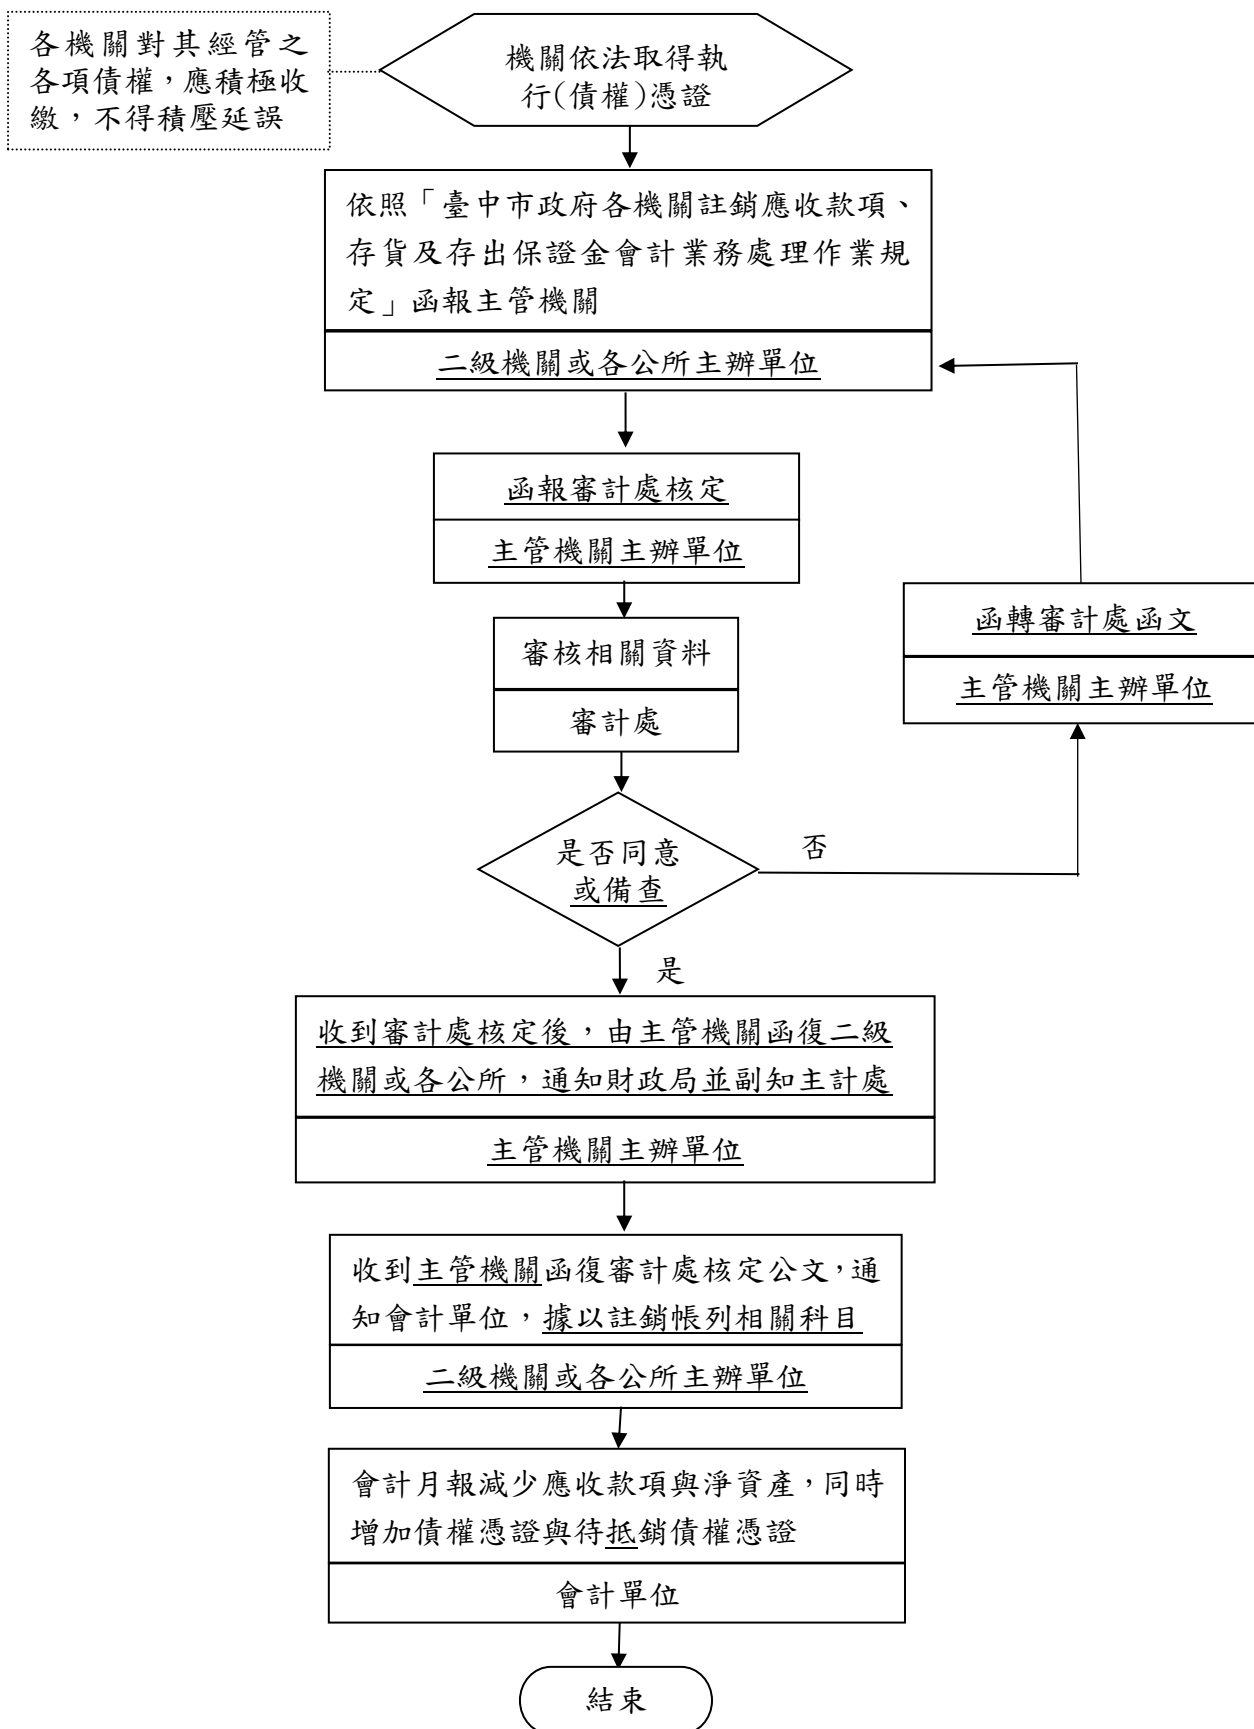 各機關對其經管之
各項債權，應積極收
繳，不得積壓延誤
機關依法取得執
行(債權)憑證
依照「臺中市政府各機關註銷應收款項、
存貨及存出保證金會計業務處理作業規
定」函報主管機關
二級機關或各公所主辦單位
函報審計處核定
主管機關主辦單位
函轉審計處函文
主管機關主辦單位
審核相關資料
審計處
是否同意
或備查
否
是
收到審計處核定後，由主管機關函復二級
機關或各公所，通知財政局並副知主計處
主管機關主辦單位
收到主管機關函復審計處核定公文，通
知會計單位，據以註銷帳列相關科目
二級機關或各公所主辦單位
會計月報減少應收款項與淨資產，同時
增加債權憑證與待抵銷債權憑證
會計單位
結束